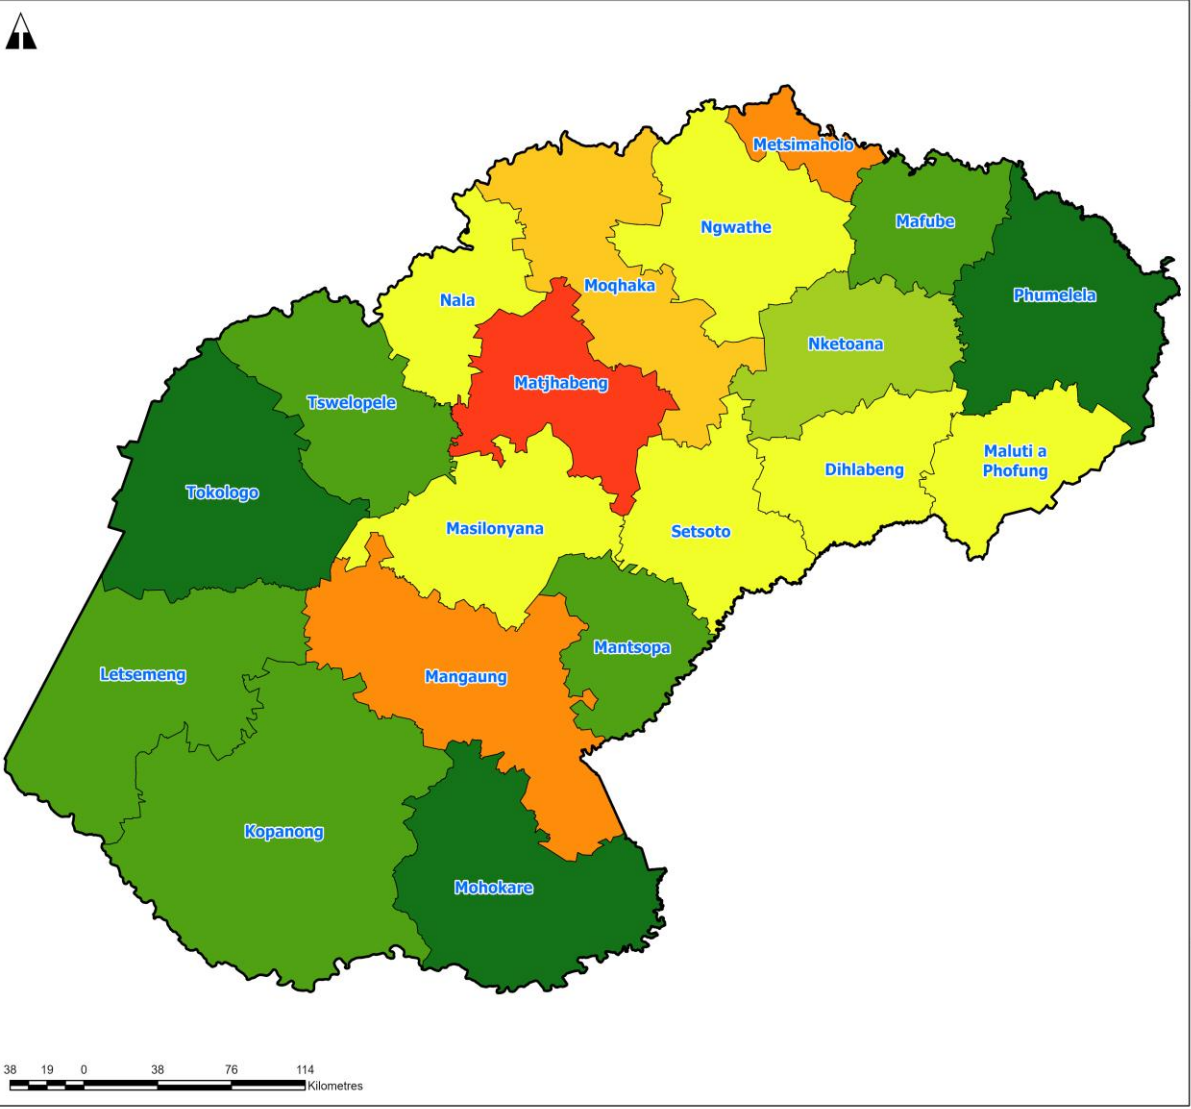 Metsimaholo
Ngwathe
Mafube
Moqhaka
Phumelela
Nala
Nketoana
Matjhabeng
Tswelopele
Maluti a
Phofung
Dihlabeng
Tokologo
Masilonyana
Setsoto
Mantsopa
Letsemeng
Mangaung
Kopanong
Mohokare
38 19 0 38 76 114
Kilometres